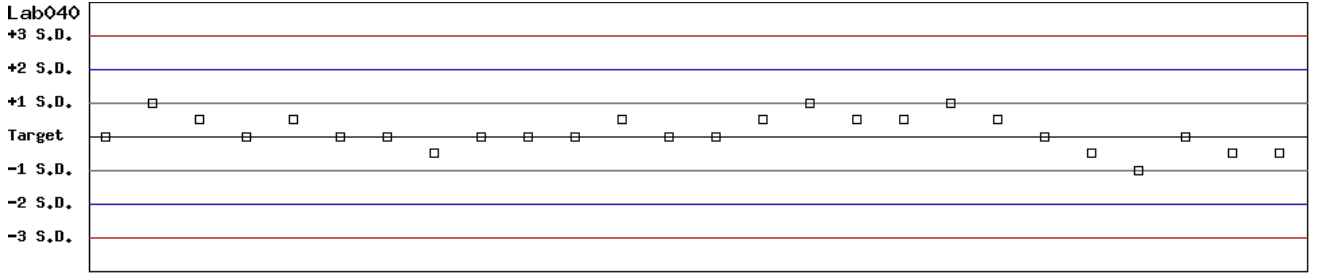 Lab040
+3 S.D.
+2 S.D.
+1 S.D.
Target
-1 S.D.
-2 S.D.
-3 S.D.